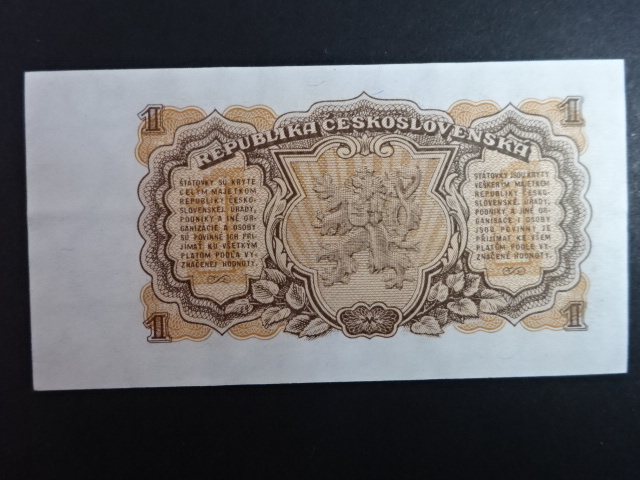 1
1
REPUBLIKA ČESKOSLOVENSKÁ
ŠTÁTOVKY SÚ KRYTÉ
CELÝM MAJETKOM
REPUBLIKY ČESKO-
SLOVENSKEJ. ÚRADY,
PODNIKY A INÉ OR-
GANIZÁCIE A OSOBY
SÚ POVINNÉ ICH PRI-
JÍMAŤ KU VŠETKÝM
PLATOM PODĽA VY-
ZNAČENEJ HODNOTY.
STÁTOVKY JSOU KRYTY
VEŠKERÝM MAJETKEM
REPUBLIKY ČESKO-
SLOVENSKÉ. ÚŘADY,
PODNIKY A JINÉ OR-
GANISACE I OSOBY
JSOU POVINNY JE
PŘIJÍMAT KE VŠEM
PLATŮM PODLE VY-
ZNAČENÉ HODNOTY.
1
1